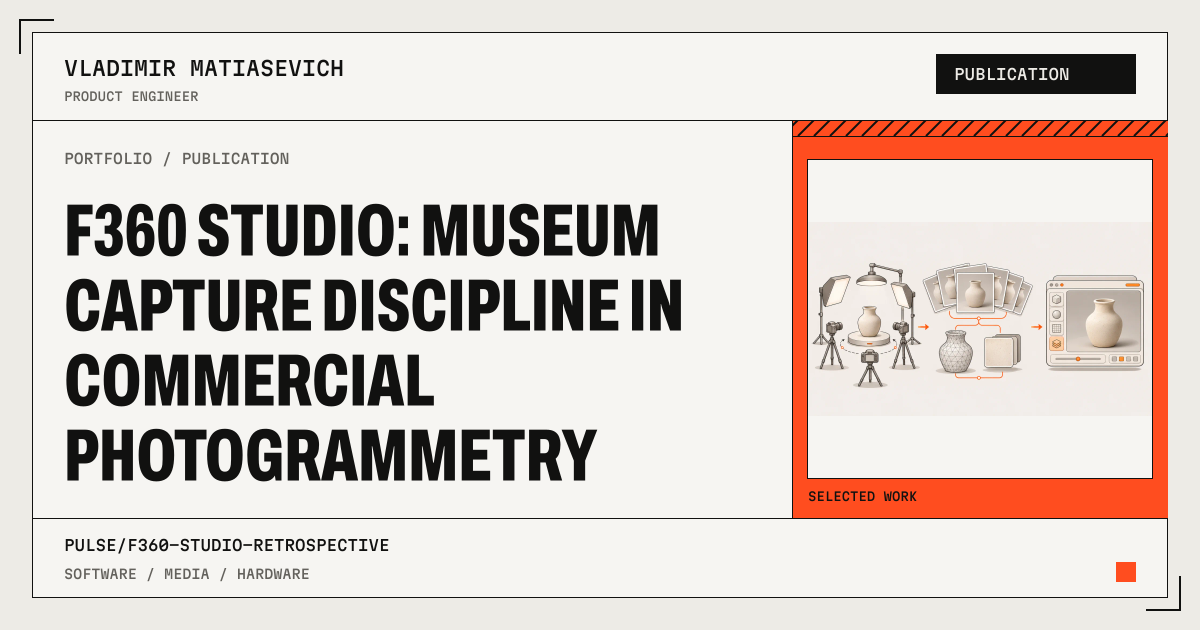 VLADIMIR MATIASEVICH
PRODUCT ENGINEER
PUBLICATION
PORTFOLIO / PUBLICATION
F360 STUDIO: MUSEUM
CAPTURE DISCIPLINE IN
COMMERCIAL
PHOTOGRAMMETRY
SELECTED WORK
PULSE/F360–STUDIO–RETROSPECTIVE
SOFTWARE / MEDIA / HARDWARE